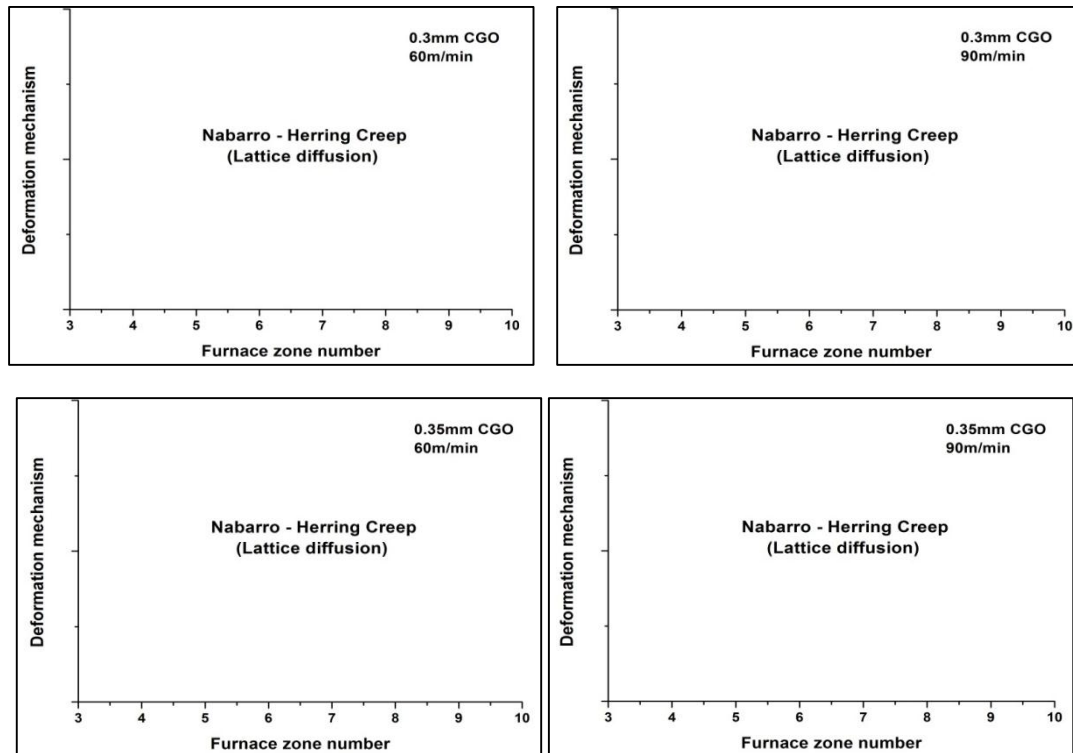 0.3mm CGO
60m/min
Deformation mechanism
Nabarro - Herring Creep
(Lattice diffusion)
3 4 5 6 7 8 9 10
Furnace zone number
0.3mm CGO
90m/min
Deformation mechanism
Nabarro - Herring Creep
(Lattice diffusion)
3 4 5 6 7 8 9 10
Furnace zone number
0.35mm CGO
60m/min
Deformation mechanism
Nabarro - Herring Creep
(Lattice diffusion)
3 4 5 6 7 8 9 10
Furnace zone number
0.35mm CGO
90m/min
Deformation mechanism
Nabarro - Herring Creep
(Lattice diffusion)
3 4 5 6 7 8 9 10
Furnace zone number